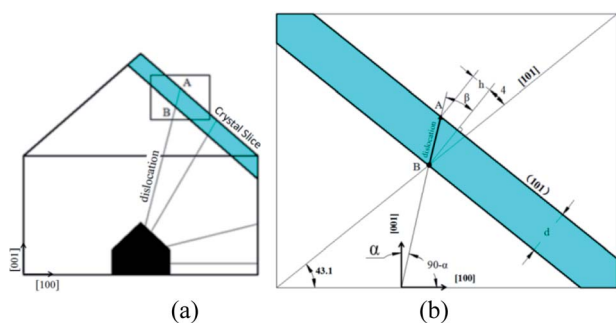 A
B
Crystal Slice
dislocation
[001]
[100]
(a)
[101]
h
4
A
β
dislocation
B
(101)
d
[001]
α
[100]
43.1
90-α
(b)